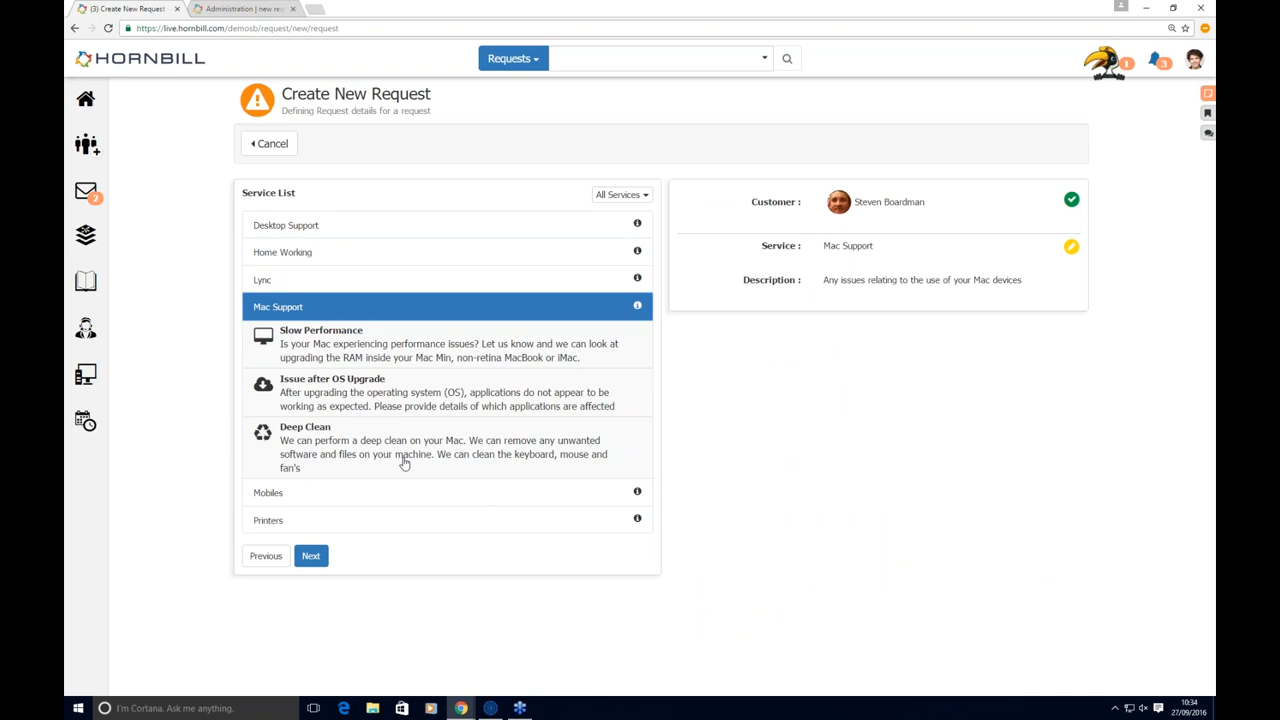 (3) Create New Request
Administration | new re
https://live.hornbill.com/demosb/request/new/request
HORNBILL
Requests
1
3
Create New Request
Defining Request details for a request
Cancel
2
Service List
All Services
Desktop Support
Home Working
Lync
Mac Support
Slow Performance
Is your Mac experiencing performance issues? Let us know and we can look at
upgrading the RAM inside your Mac Min, non-retina MacBook or iMac.
Issue after OS Upgrade
After upgrading the operating system (OS), applications do not appear to be
working as expected. Please provide details of which applications are affected
Deep Clean
We can perform a deep clean on your Mac. We can remove any unwanted
software and files on your machine. We can clean the keyboard, mouse and
fan's
Mobiles
Printers
Previous
Next
Customer : Steven Boardman
Service : Mac Support
Description : Any issues relating to the use of your Mac devices
I'm Cortana. Ask me anything.
10:34
27/09/2016